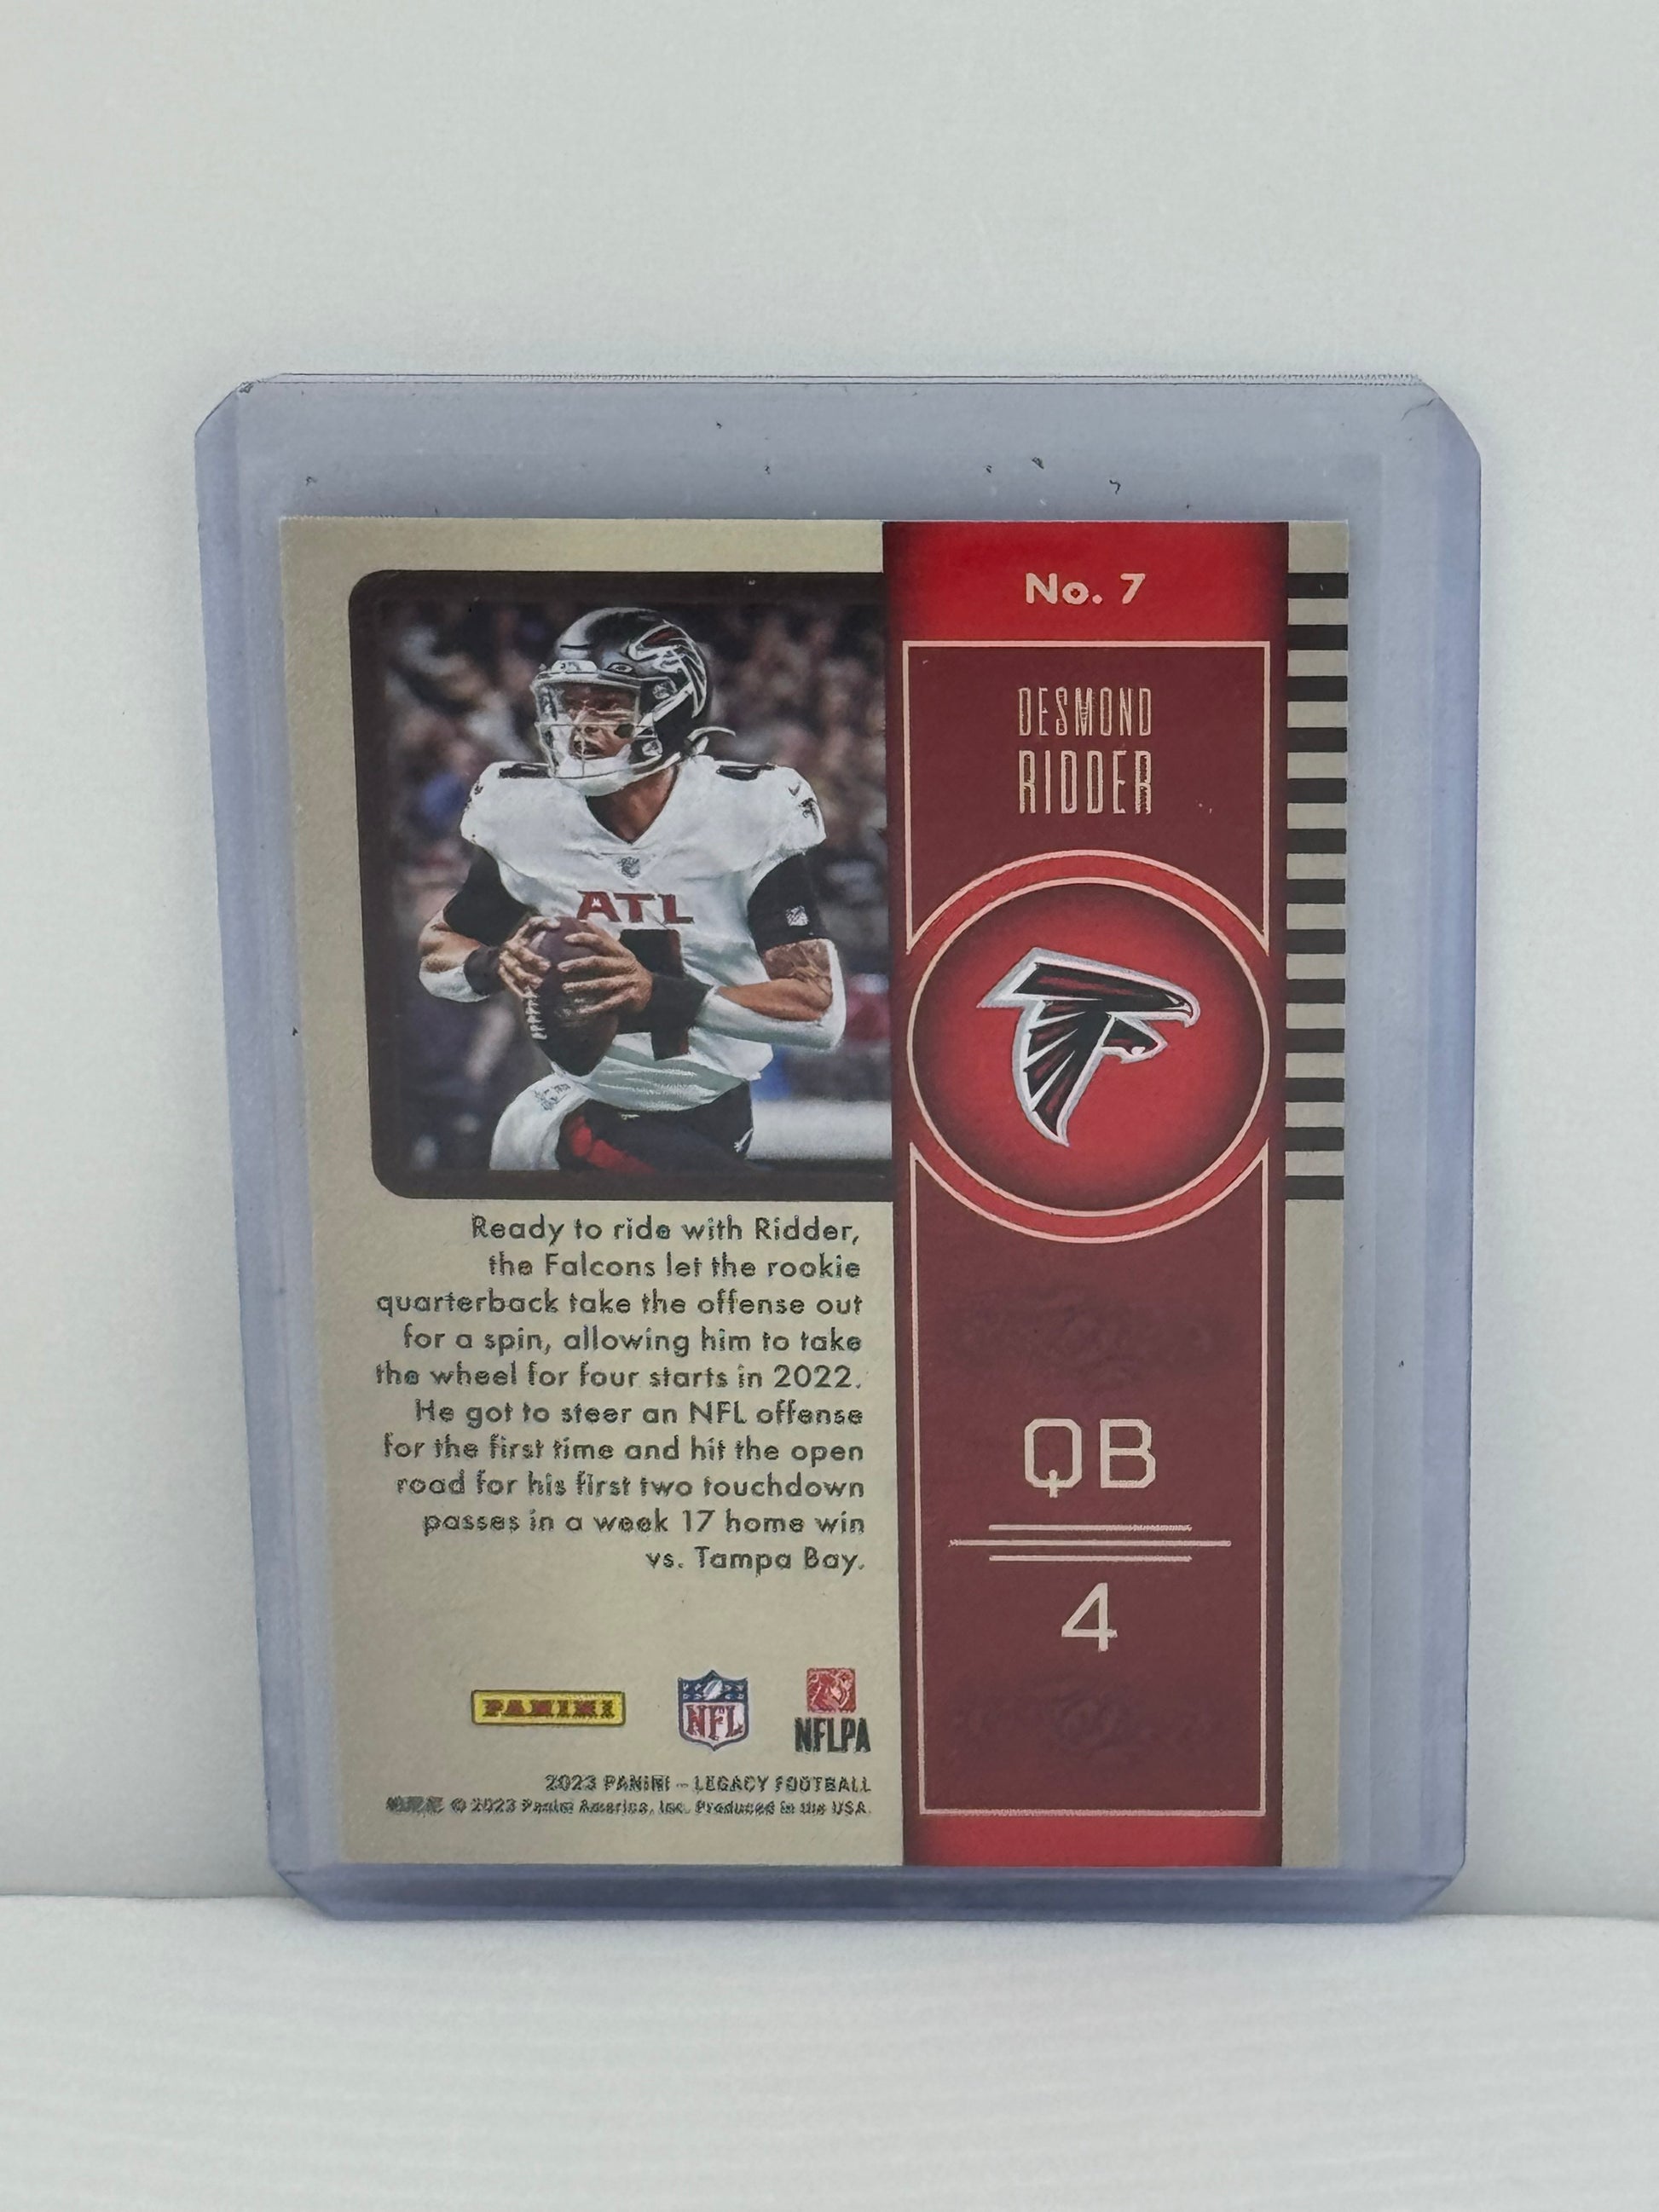 No. 7
DESMOND
RIDDER
ATL
4
Ready to ride with Ridder,
the Falcons let the rookie
quarterback take the offense out
for a spin, allowing him to take
the wheel for four starts in 2022.
He got to steer an NFL offense
for the first time and hit the open
road for his first two touchdown
passes in a week 17 home win
vs. Tampa Bay.
QB
4
PANINI
NFL
NFLPA
2023 PANINI – LEGACY FOOTBALL
© 2023 Panini America, Inc. Produced in the USA.